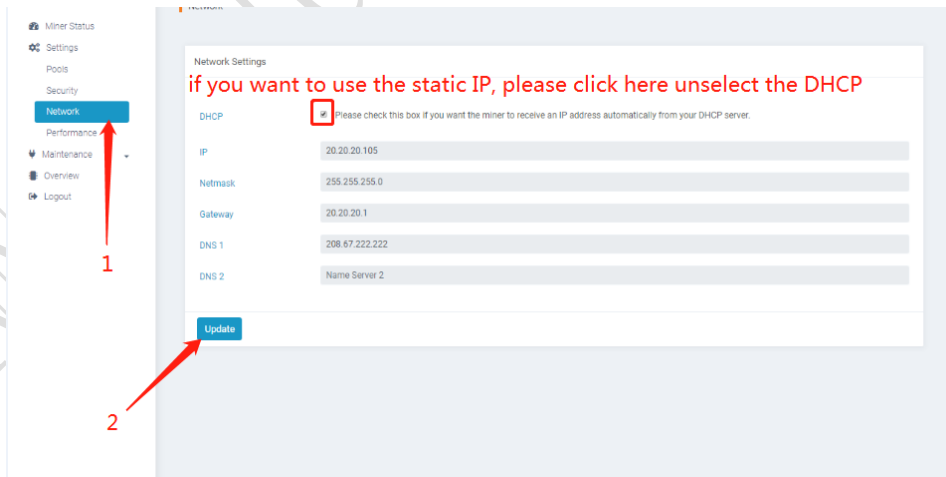 Network
Miner Status
Settings
Pools
Security
Network
Performance
Maintenance
Overview
Logout
Network Settings
if you want to use the static IP, please click here unselect the DHCP
DHCP
Please check this box if you want the miner to receive an IP address automatically from your DHCP server.
IP
20.20.20.105
Netmask
255.255.255.0
Gateway
20.20.20.1
DNS 1
208.67.222.222
DNS 2
Name Server 2
Update
1
2